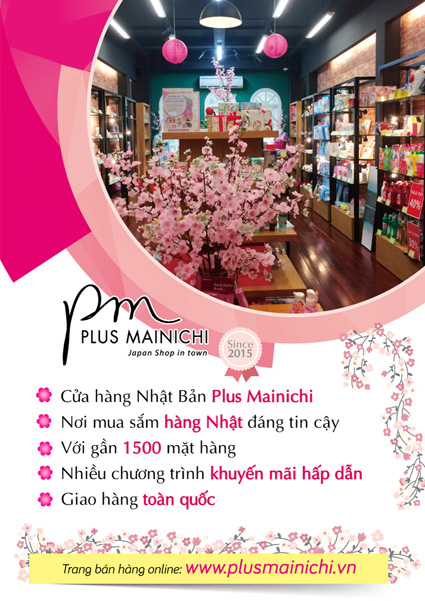 40%
pm
PLUS MAINICHI
Japan Shop in town
Since
2015
Cửa hàng Nhật Bản Plus Mainichi
Nơi mua sắm hàng Nhật đáng tin cậy
Với gần 1500 mặt hàng
Nhiều chương trình khuyến mãi hấp dẫn
Giao hàng toàn quốc
Trang bán hàng online: www.plusmainichi.vn